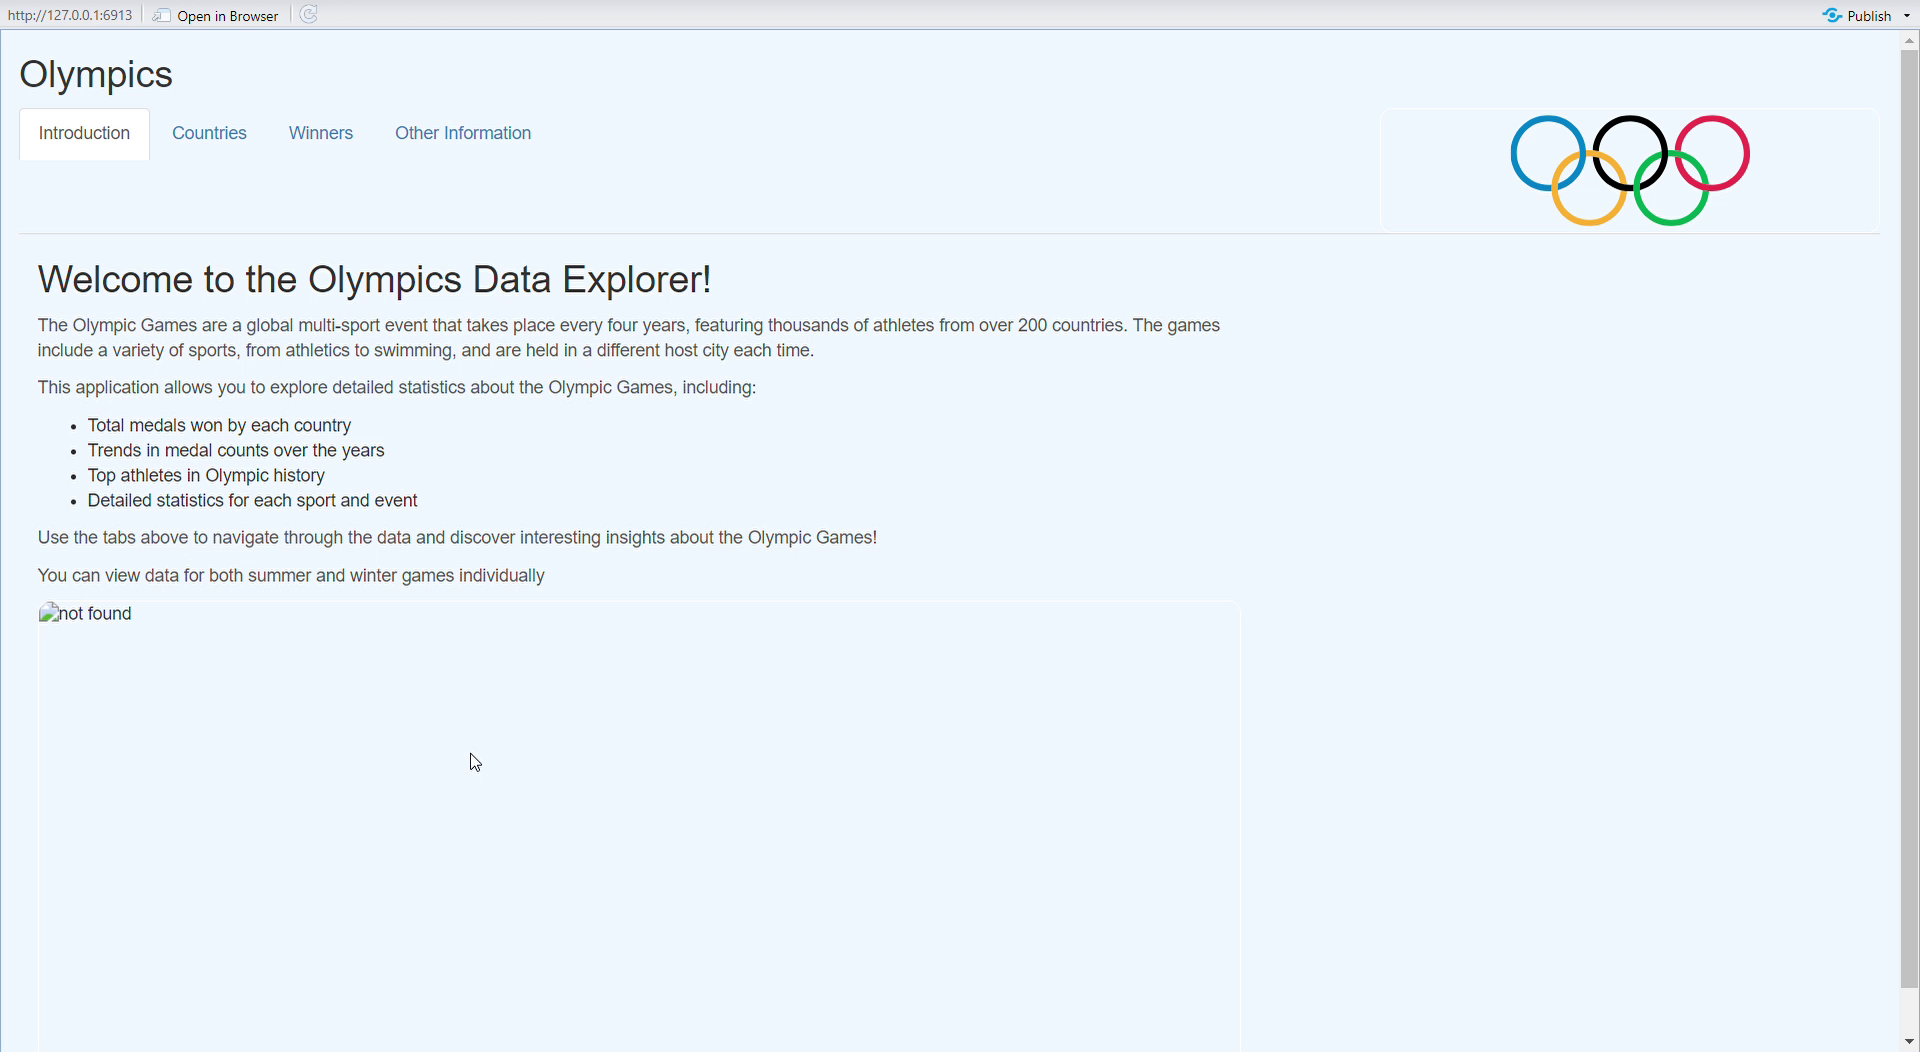 http://127.0.0.1:6913 Open in Browser Publish
Olympics
Introduction Countries Winners Other Information
Welcome to the Olympics Data Explorer!
The Olympic Games are a global multi-sport event that takes place every four years, featuring thousands of athletes from over 200 countries. The games
include a variety of sports, from athletics to swimming, and are held in a different host city each time.
This application allows you to explore detailed statistics about the Olympic Games, including:
• Total medals won by each country
• Trends in medal counts over the years
• Top athletes in Olympic history
• Detailed statistics for each sport and event
Use the tabs above to navigate through the data and discover interesting insights about the Olympic Games!
You can view data for both summer and winter games individually
not found